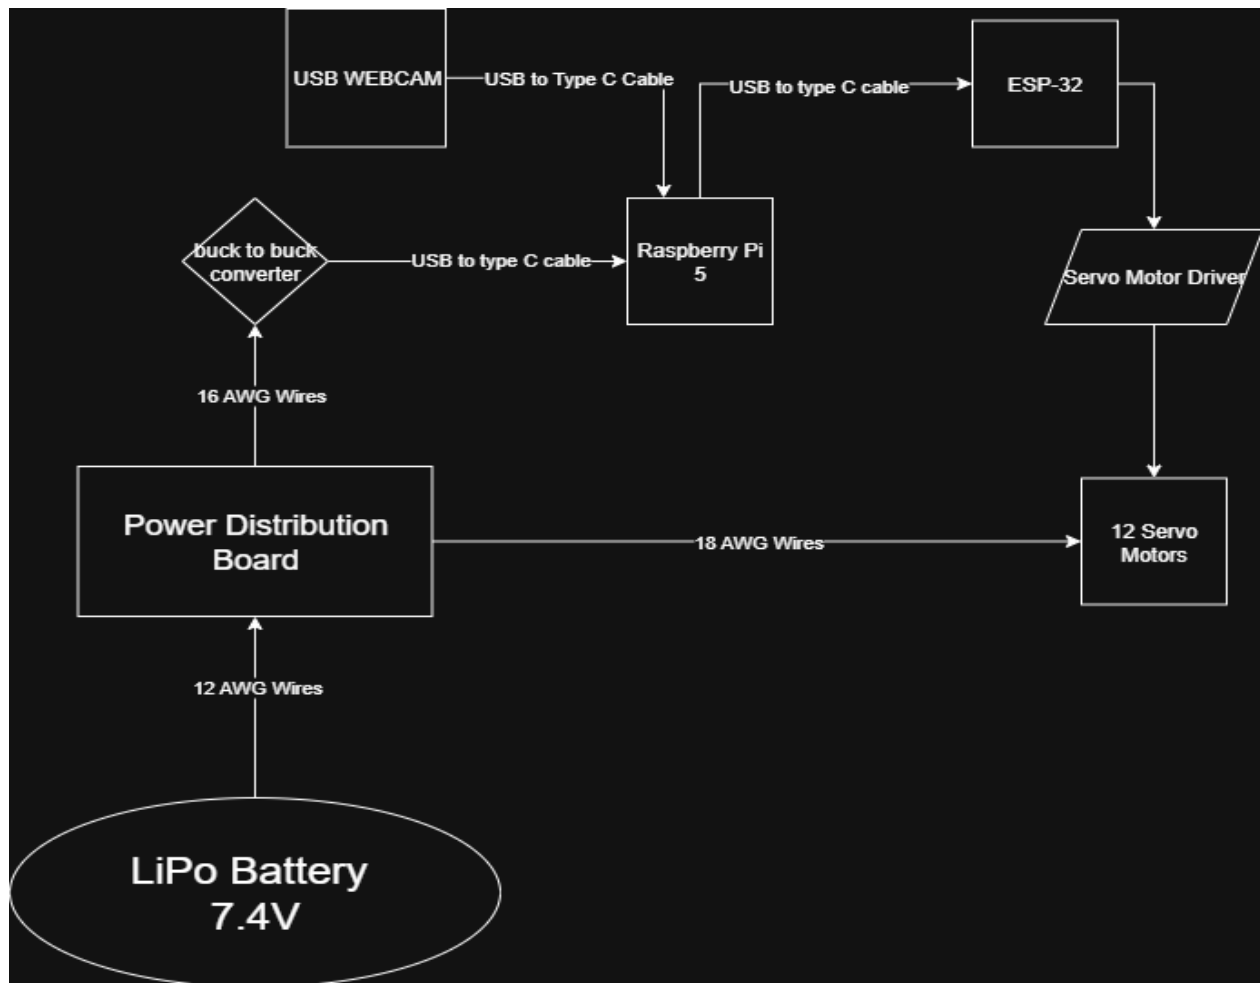 USB WEBCAM
USB to Type C Cable
USB to type C cable
ESP-32
buck to buck
converter
USB to type C cable
Raspberry Pi
5
Servo Motor Driver
16 AWG Wires
Power Distribution
Board
18 AWG Wires
12 Servo
Motors
12 AWG Wires
LiPo Battery
7.4V